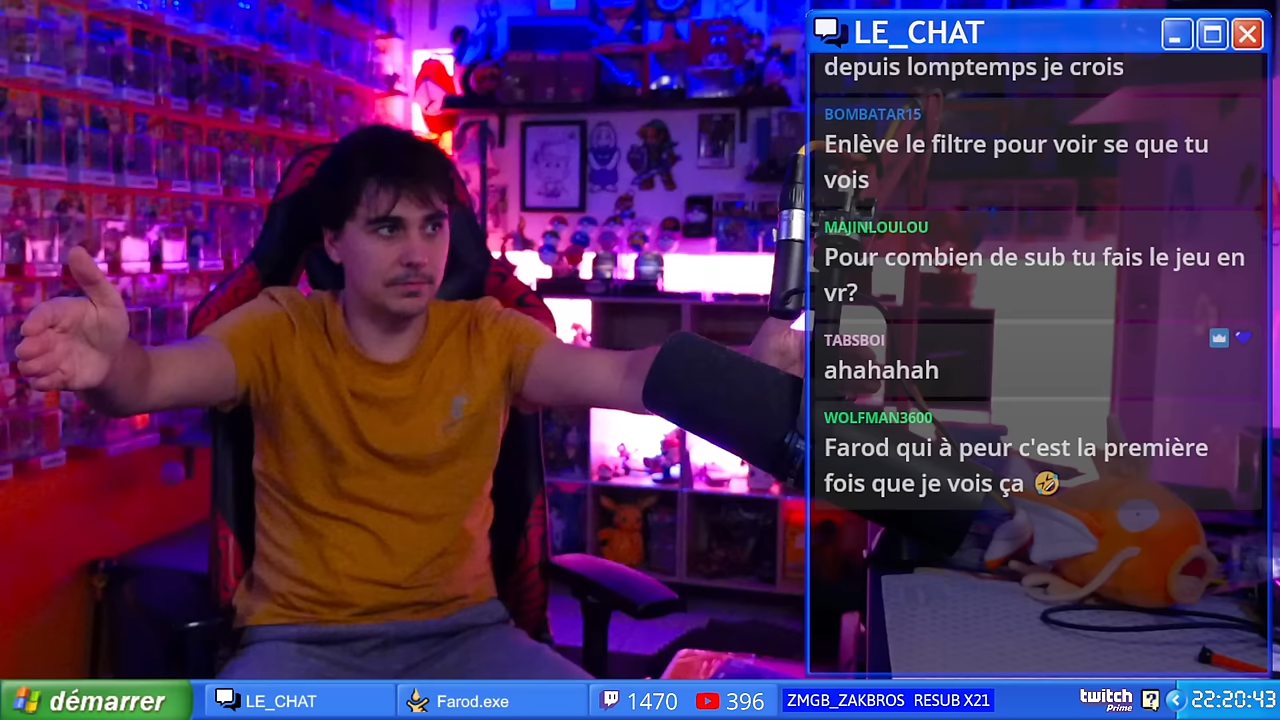 LE_CHAT
depuis lomptemps je crois
BOMBATAR15
Enlève le filtre pour voir se que tu
vois
MAJINLOULOU
Pour combien de sub tu fais le jeu en
vr?
TABSBOI
ahahahah
WOLFMAN3600
Farod qui à peur c'est la première
fois que je vois ça 🤣
démarrer
LE_CHAT
Farod.exe
1470
396
ZMGB_ZAKBROS RESUB X21
twitch
Prime
22:20:43